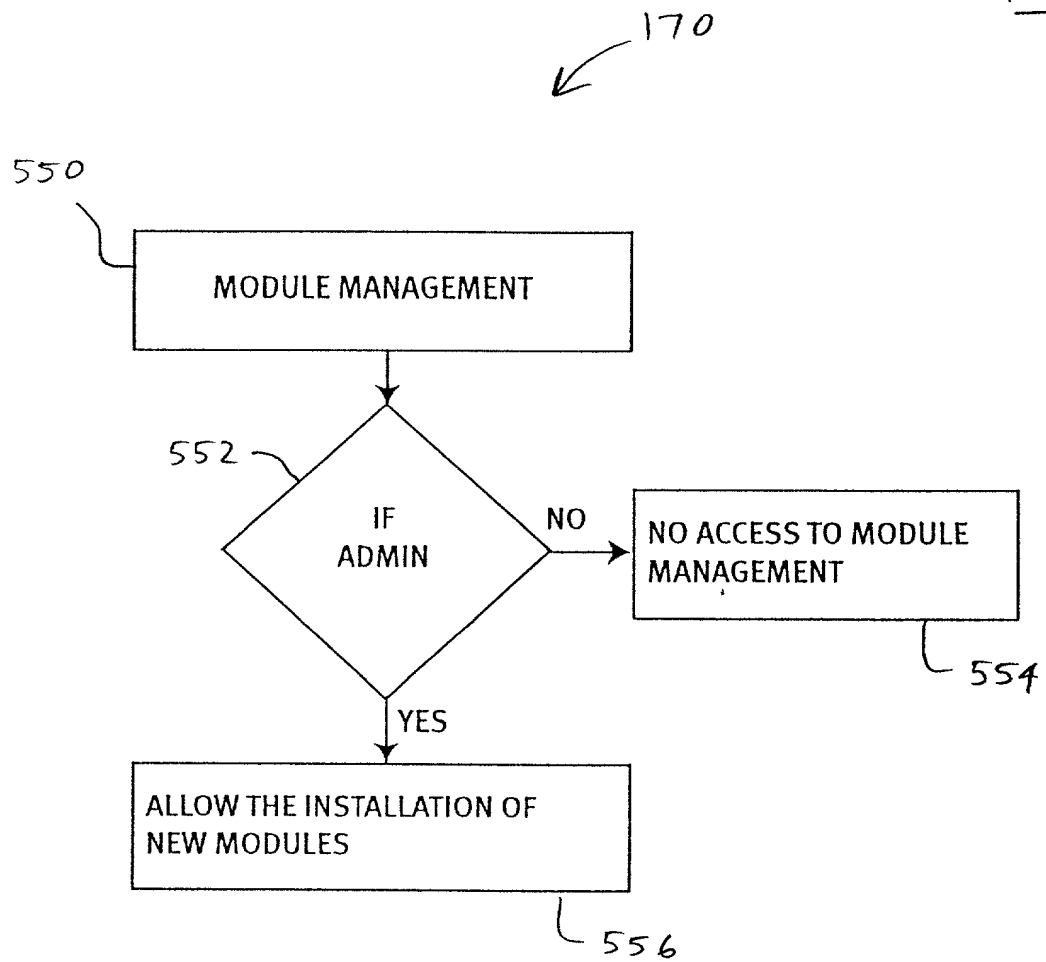 170
550
MODULE MANAGEMENT
552
IF
ADMIN
NO
NO ACCESS TO MODULE
MANAGEMENT
554
YES
ALLOW THE INSTALLATION OF
NEW MODULES
556